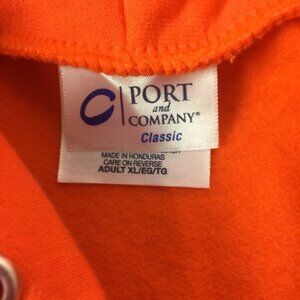 PORT
and
COMPANY®
Classic
MADE IN HONDURAS
CARE ON REVERSE
ADULT XL/EG/TG